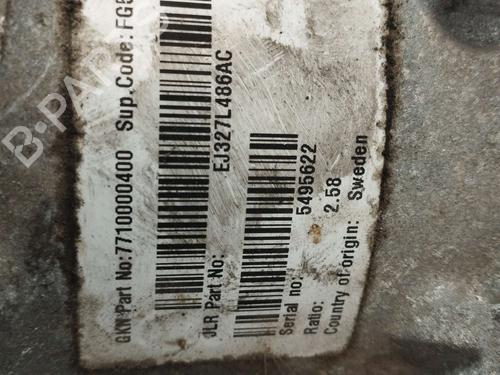 GKN Part No:7710000400 Sup.Code: FG5
JLR Part No: EJ327L486AC
Serial no: 5495622
Ratio: 2.58
Country of origin: Sweden
B-PARTS